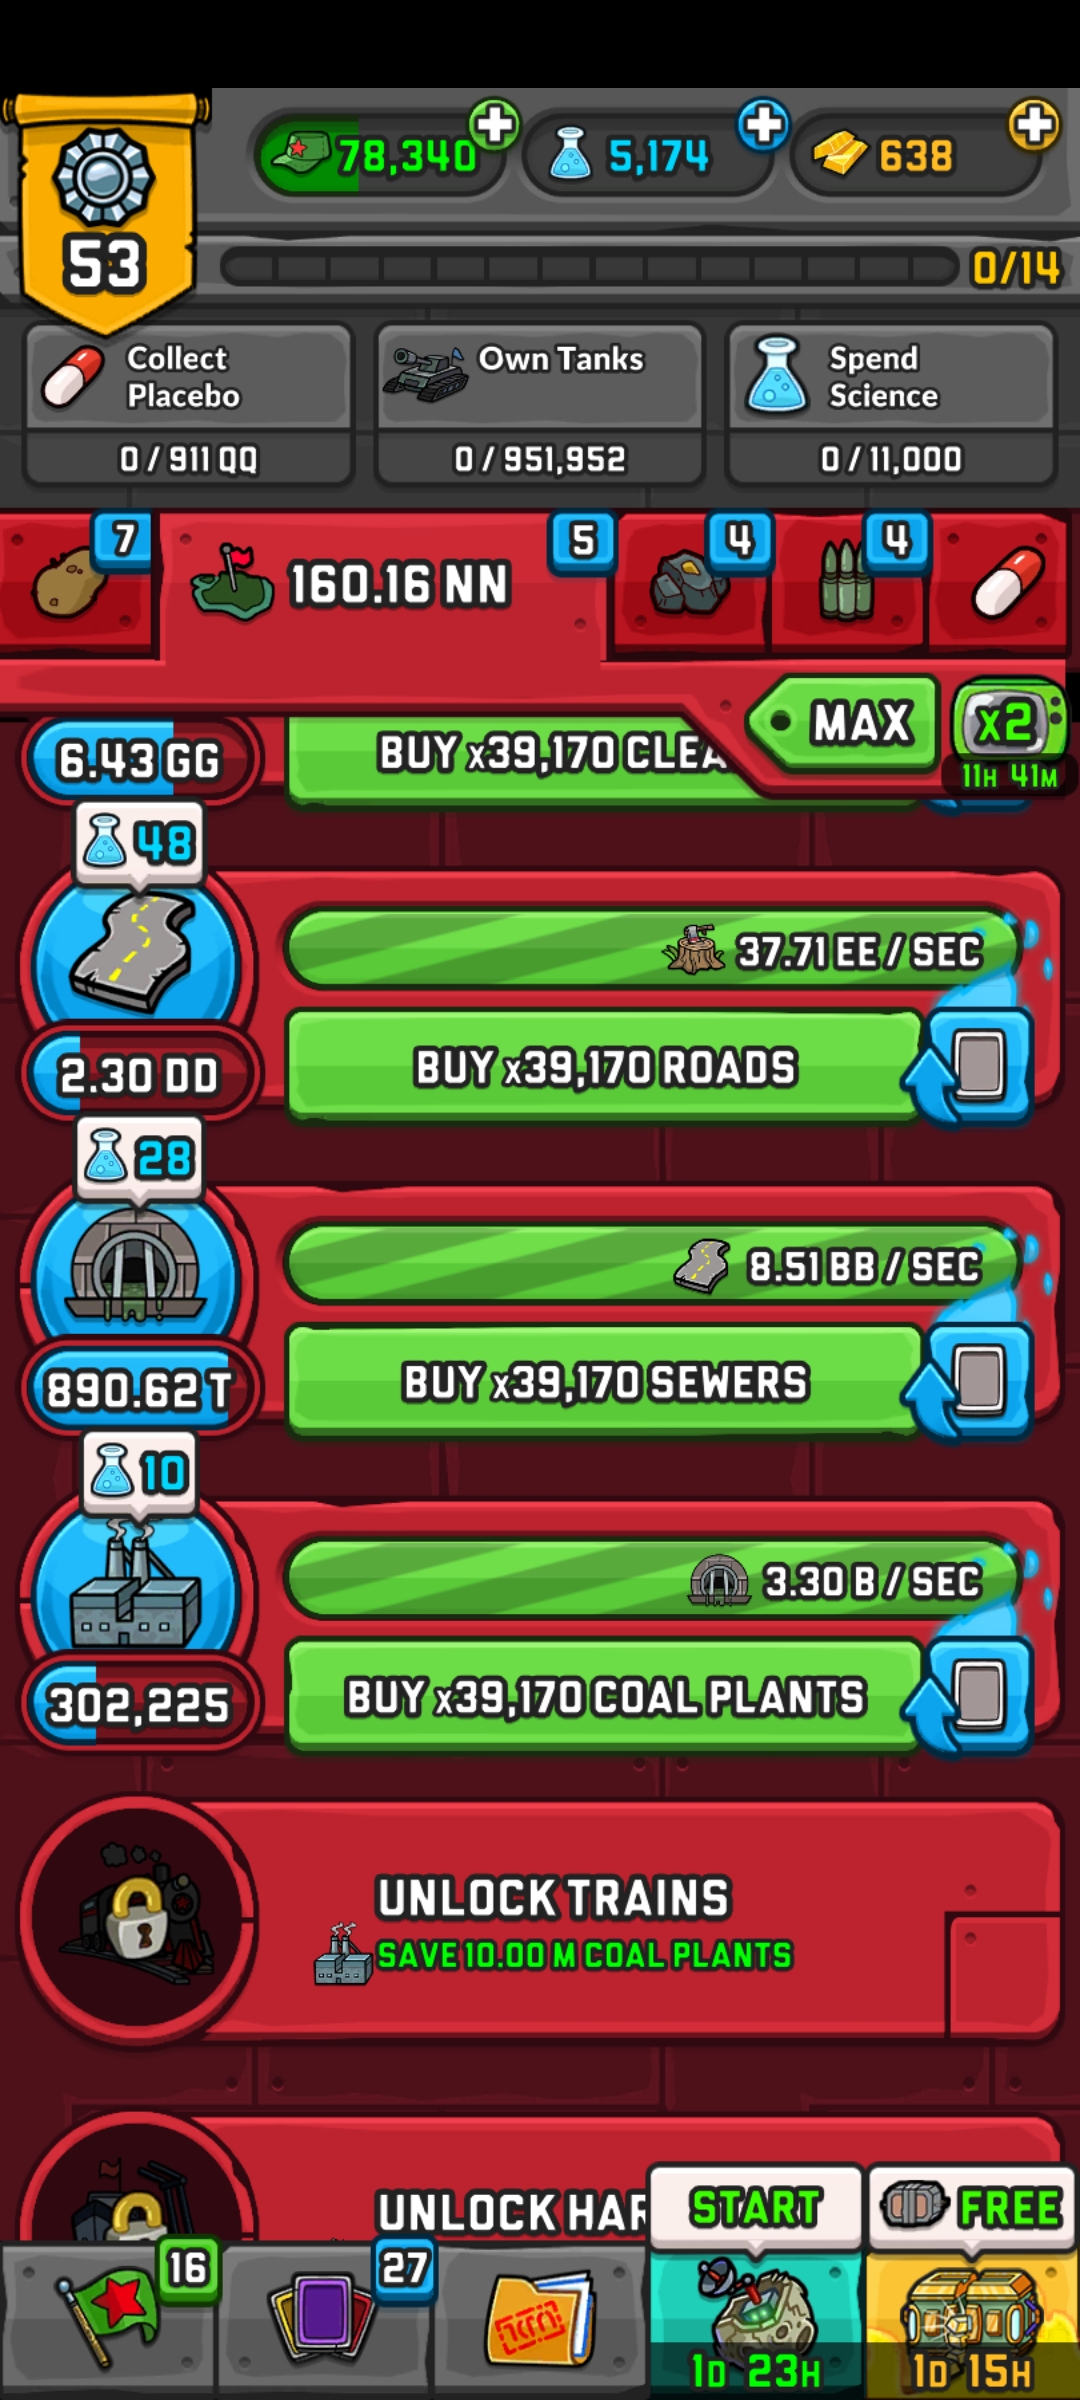 78,340
5,174
638
53
0/14
Collect
Placebo
0 / 911 QQ
Own Tanks
0 / 951,952
Spend
Science
0 / 11,000
7
160.16 NN
5
4
4
MAX
x2
11H 41M
6.43 GG
BUY x39,170 CLEA
48
37.71 EE / SEC
2.30 DD
BUY x39,170 ROADS
28
8.51 BB / SEC
890.62 T
BUY x39,170 SEWERS
10
3.30 B / SEC
302,225
BUY x39,170 COAL PLANTS
UNLOCK TRAINS
SAVE 10.00 M COAL PLANTS
UNLOCK HAR
START
FREE
16
27
1D 23H
1D 15H